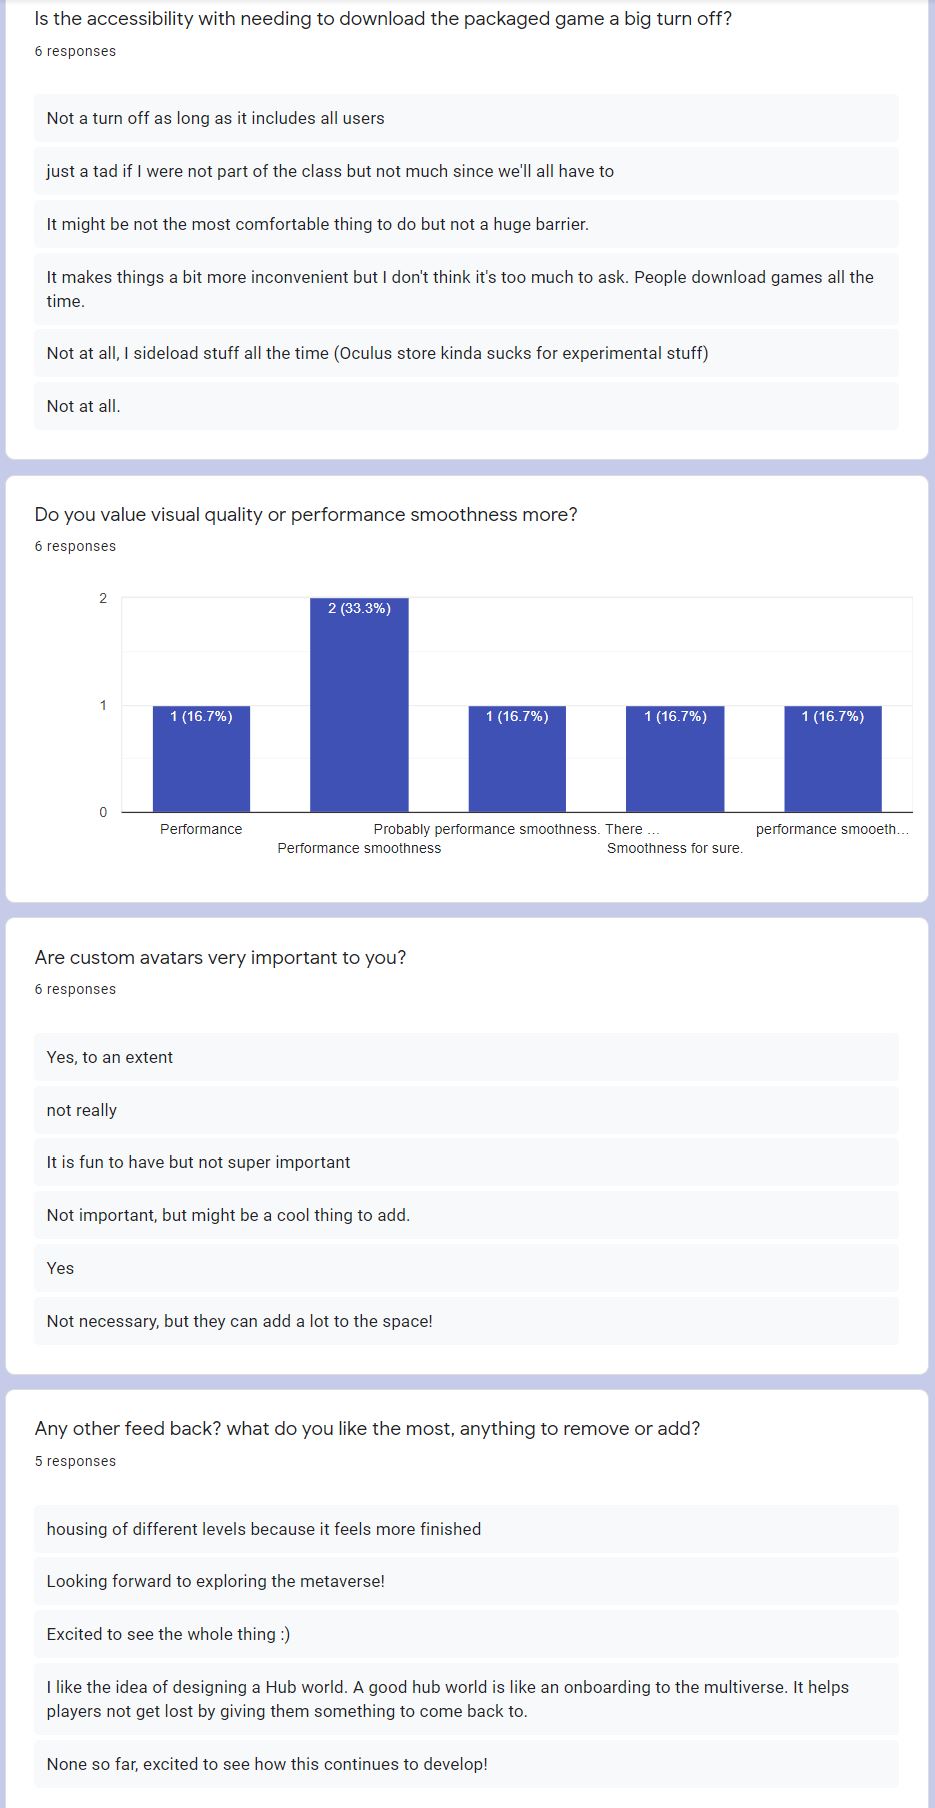 Is the accessibility with needing to download the packaged game a big turn off?
6 responses
Not a turn off as long as it includes all users
just a tad if I were not part of the class but not much since we'll all have to
It might be not the most comfortable thing to do but not a huge barrier.
It makes things a bit more inconvenient but I don't think it's too much to ask. People download games all the
time.
Not at all, I sideload stuff all the time (Oculus store kinda sucks for experimental stuff)
Not at all.
Do you value visual quality or performance smoothness more?
6 responses
2
1
0
1 (16.7%)
2 (33.3%)
1 (16.7%)
1 (16.7%)
1 (16.7%)
Performance
Performance smoothness
Probably performance smoothness. There ...
Smoothness for sure.
performance smooeth...
Are custom avatars very important to you?
6 responses
Yes, to an extent
not really
It is fun to have but not super important
Not important, but might be a cool thing to add.
Yes
Not necessary, but they can add a lot to the space!
Any other feed back? what do you like the most, anything to remove or add?
5 responses
housing of different levels because it feels more finished
Looking forward to exploring the metaverse!
Excited to see the whole thing :)
I like the idea of designing a Hub world. A good hub world is like an onboarding to the multiverse. It helps
players not get lost by giving them something to come back to.
None so far, excited to see how this continues to develop!